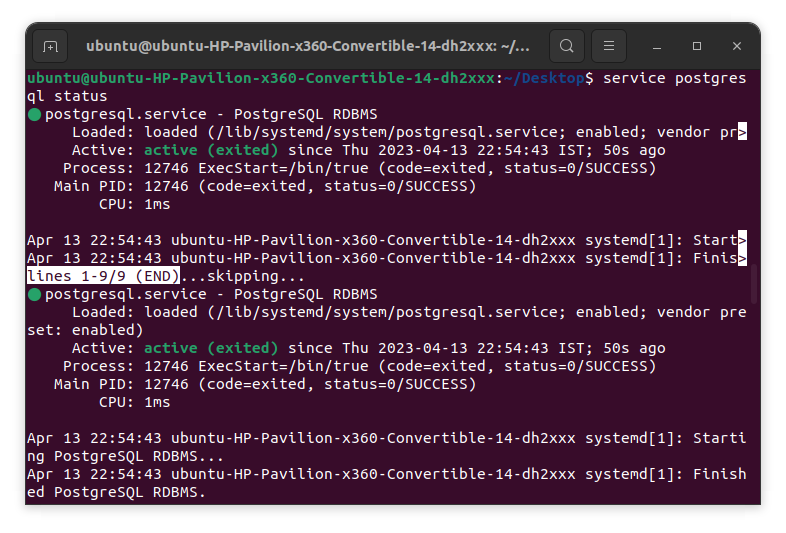 ubuntu@ubuntu-HP-Pavilion-x360-Convertible-14-dh2xxx: ~/...
ubuntu@ubuntu-HP-Pavilion-x360-Convertible-14-dh2xxx:~/Desktop$ service postgres
ql status
●postgresql.service - PostgreSQL RDBMS
     Loaded: loaded (/lib/systemd/system/postgresql.service; enabled; vendor pr>
     Active: active (exited) since Thu 2023-04-13 22:54:43 IST; 50s ago
    Process: 12746 ExecStart=/bin/true (code=exited, status=0/SUCCESS)
   Main PID: 12746 (code=exited, status=0/SUCCESS)
        CPU: 1ms

Apr 13 22:54:43 ubuntu-HP-Pavilion-x360-Convertible-14-dh2xxx systemd[1]: Start>
Apr 13 22:54:43 ubuntu-HP-Pavilion-x360-Convertible-14-dh2xxx systemd[1]: Finis>
lines 1-9/9 (END)...skipping...
●postgresql.service - PostgreSQL RDBMS
     Loaded: loaded (/lib/systemd/system/postgresql.service; enabled; vendor pre
set: enabled)
     Active: active (exited) since Thu 2023-04-13 22:54:43 IST; 50s ago
    Process: 12746 ExecStart=/bin/true (code=exited, status=0/SUCCESS)
   Main PID: 12746 (code=exited, status=0/SUCCESS)
        CPU: 1ms

Apr 13 22:54:43 ubuntu-HP-Pavilion-x360-Convertible-14-dh2xxx systemd[1]: Starti
ng PostgreSQL RDBMS...
Apr 13 22:54:43 ubuntu-HP-Pavilion-x360-Convertible-14-dh2xxx systemd[1]: Finish
ed PostgreSQL RDBMS.